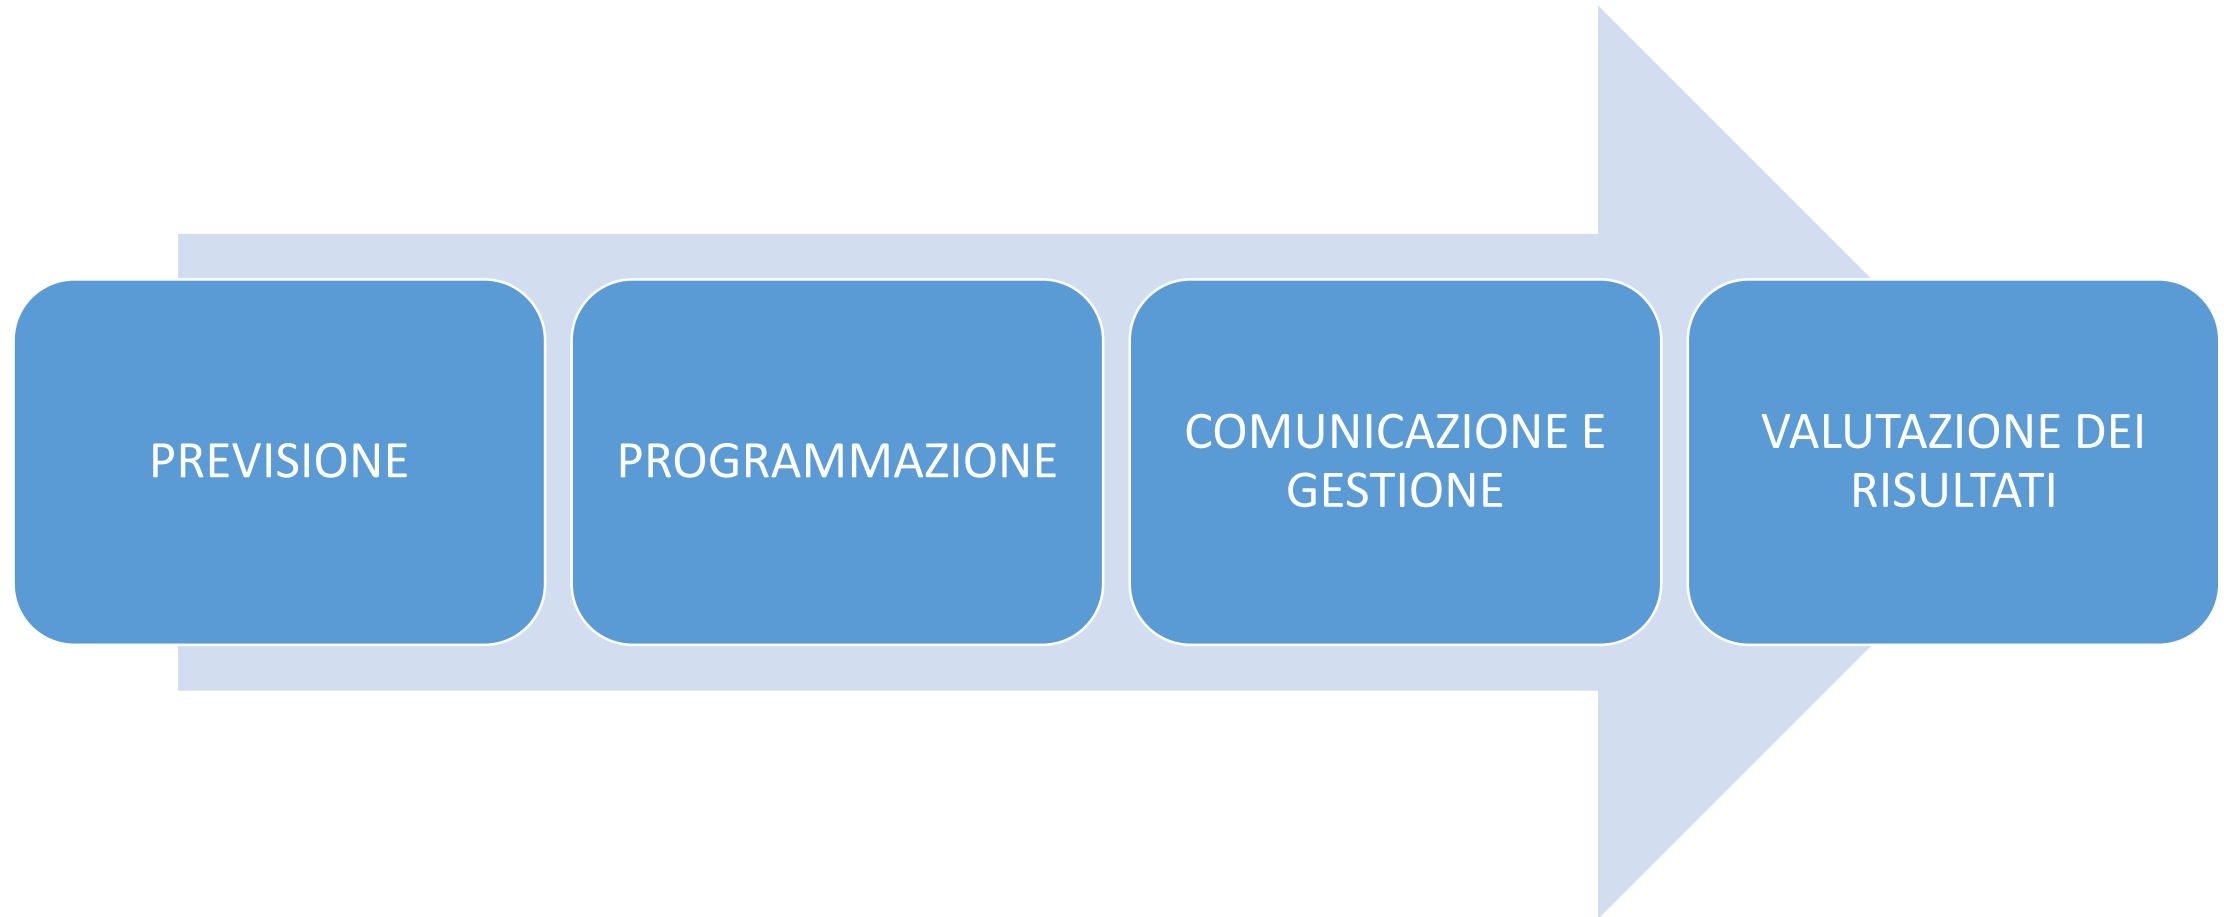 PREVISIONE
PROGRAMMAZIONE
COMUNICAZIONE E
GESTIONE
VALUTAZIONE DEI
RISULTATI